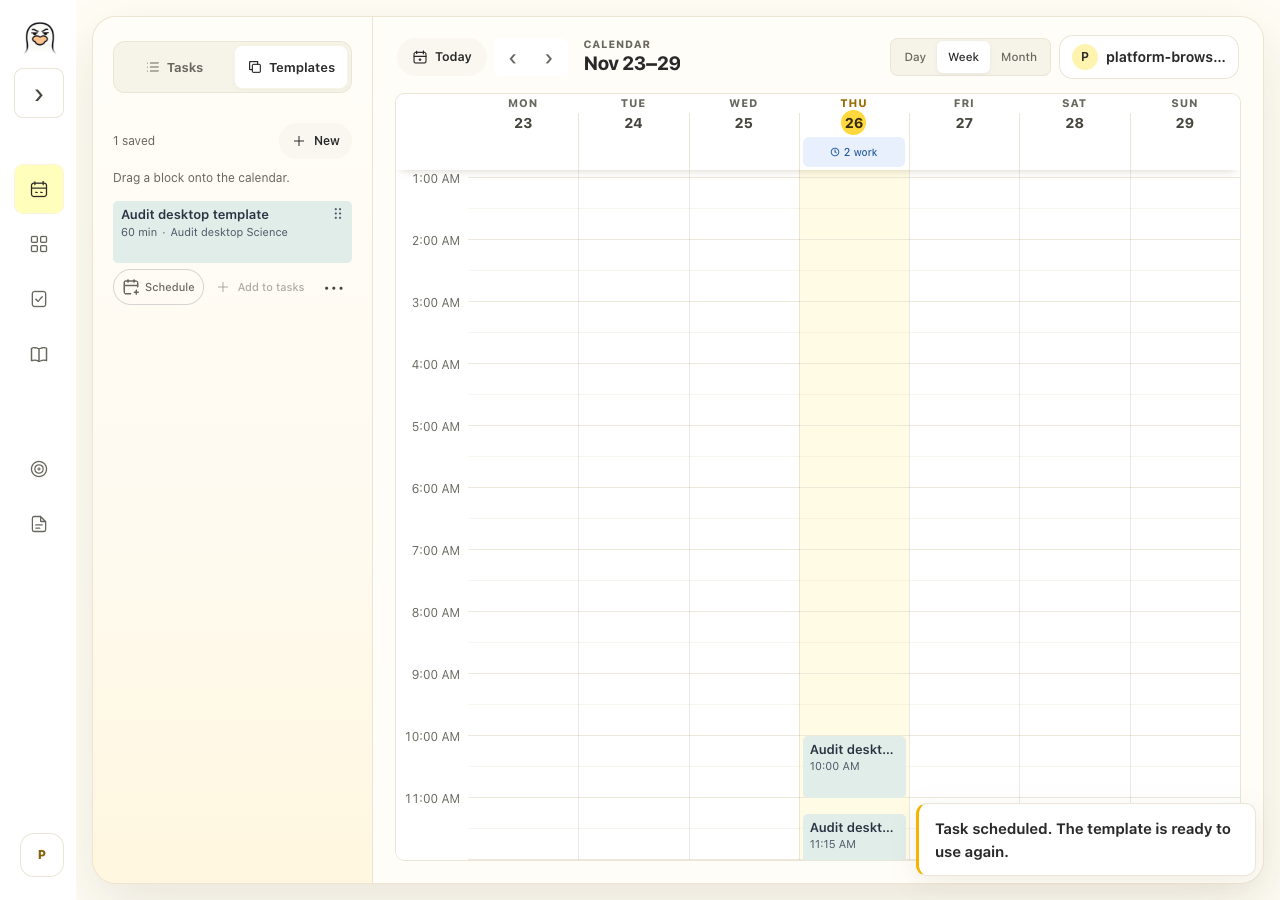 Tasks
Templates
1 saved
New
Drag a block onto the calendar.
Audit desktop template
60 min · Audit desktop Science
Schedule
Add to tasks
P
Today
CALENDAR
Nov 23–29
Day
Week
Month
P
platform-brows...
MON
23
TUE
24
WED
25
THU
26
FRI
27
SAT
28
SUN
29
2 work
1:00 AM
2:00 AM
3:00 AM
4:00 AM
5:00 AM
6:00 AM
7:00 AM
8:00 AM
9:00 AM
10:00 AM
11:00 AM
Audit deskt...
10:00 AM
Audit deskt...
11:15 AM
Task scheduled. The template is ready to
use again.